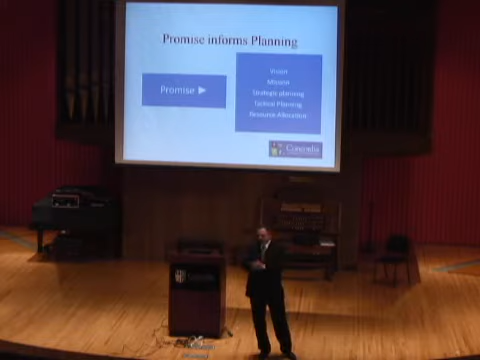 Promise informs Planning
Promise
Vision
Mission
Strategic planning
Tactical Planning
Resource Allocation
Concordia